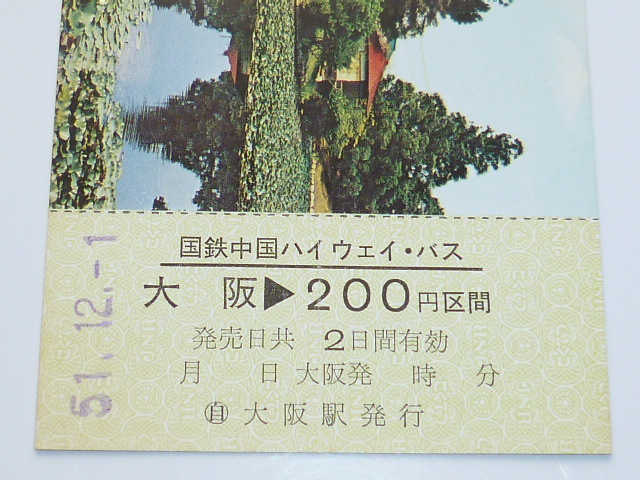 国鉄中国ハイウェイ・バス
大 阪▶200円区間
発売日共 2日間有効
月 日 大阪発 時 分
㊀自 大阪駅発行
51.12.-1